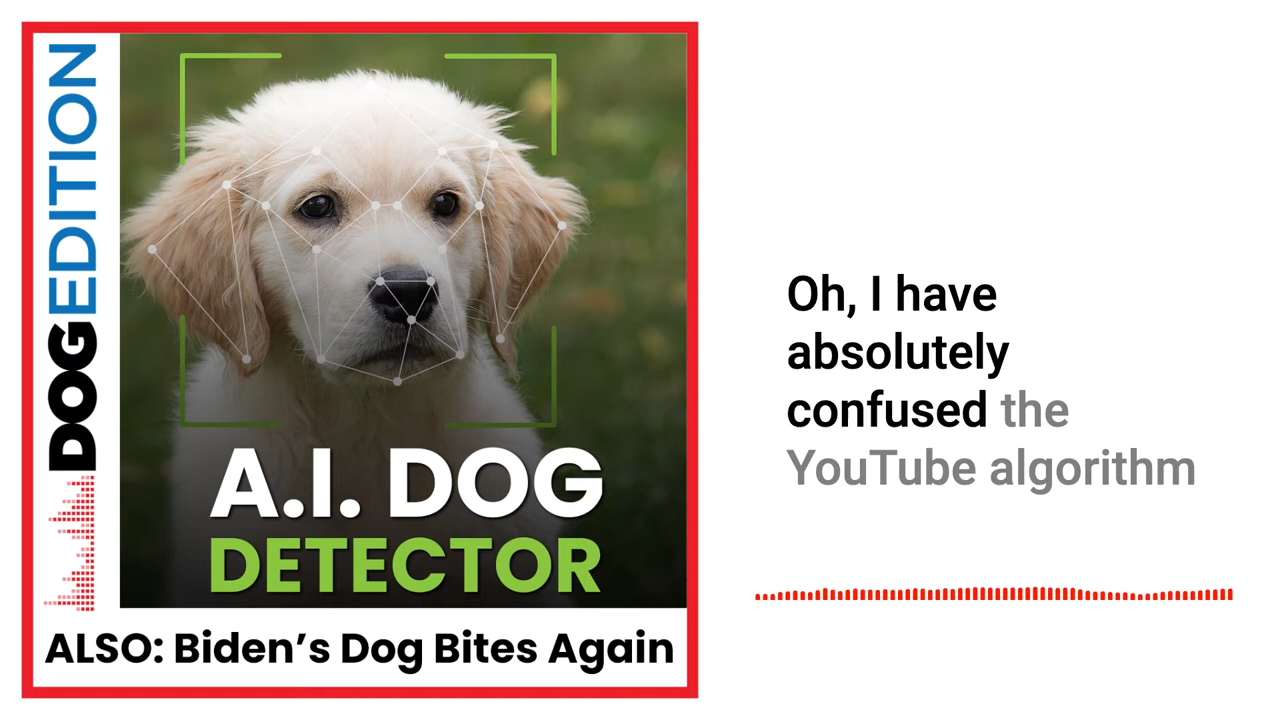 DOGEDITION
A.I. DOG
DETECTOR
ALSO: Biden's Dog Bites Again
Oh, I have
absolutely
confused the
YouTube algorithm